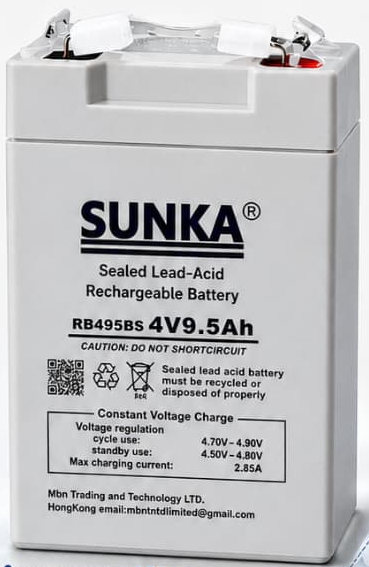 SUNKA®
Sealed Lead-Acid
Rechargeable Battery
RB495BS 4V9.5Ah
CAUTION: DO NOT SHORTCIRCUIT
Sealed lead acid battery
must be recycled or
disposed of properly
Constant Voltage Charge
Voltage regulation
cycle use: 4.70V-4.90V
standby use: 4.50V-4.80V
Max charging current: 2.85A
Mbn Trading and Technology LTD.
HongKong email:mbntntdlimited@gmail.com